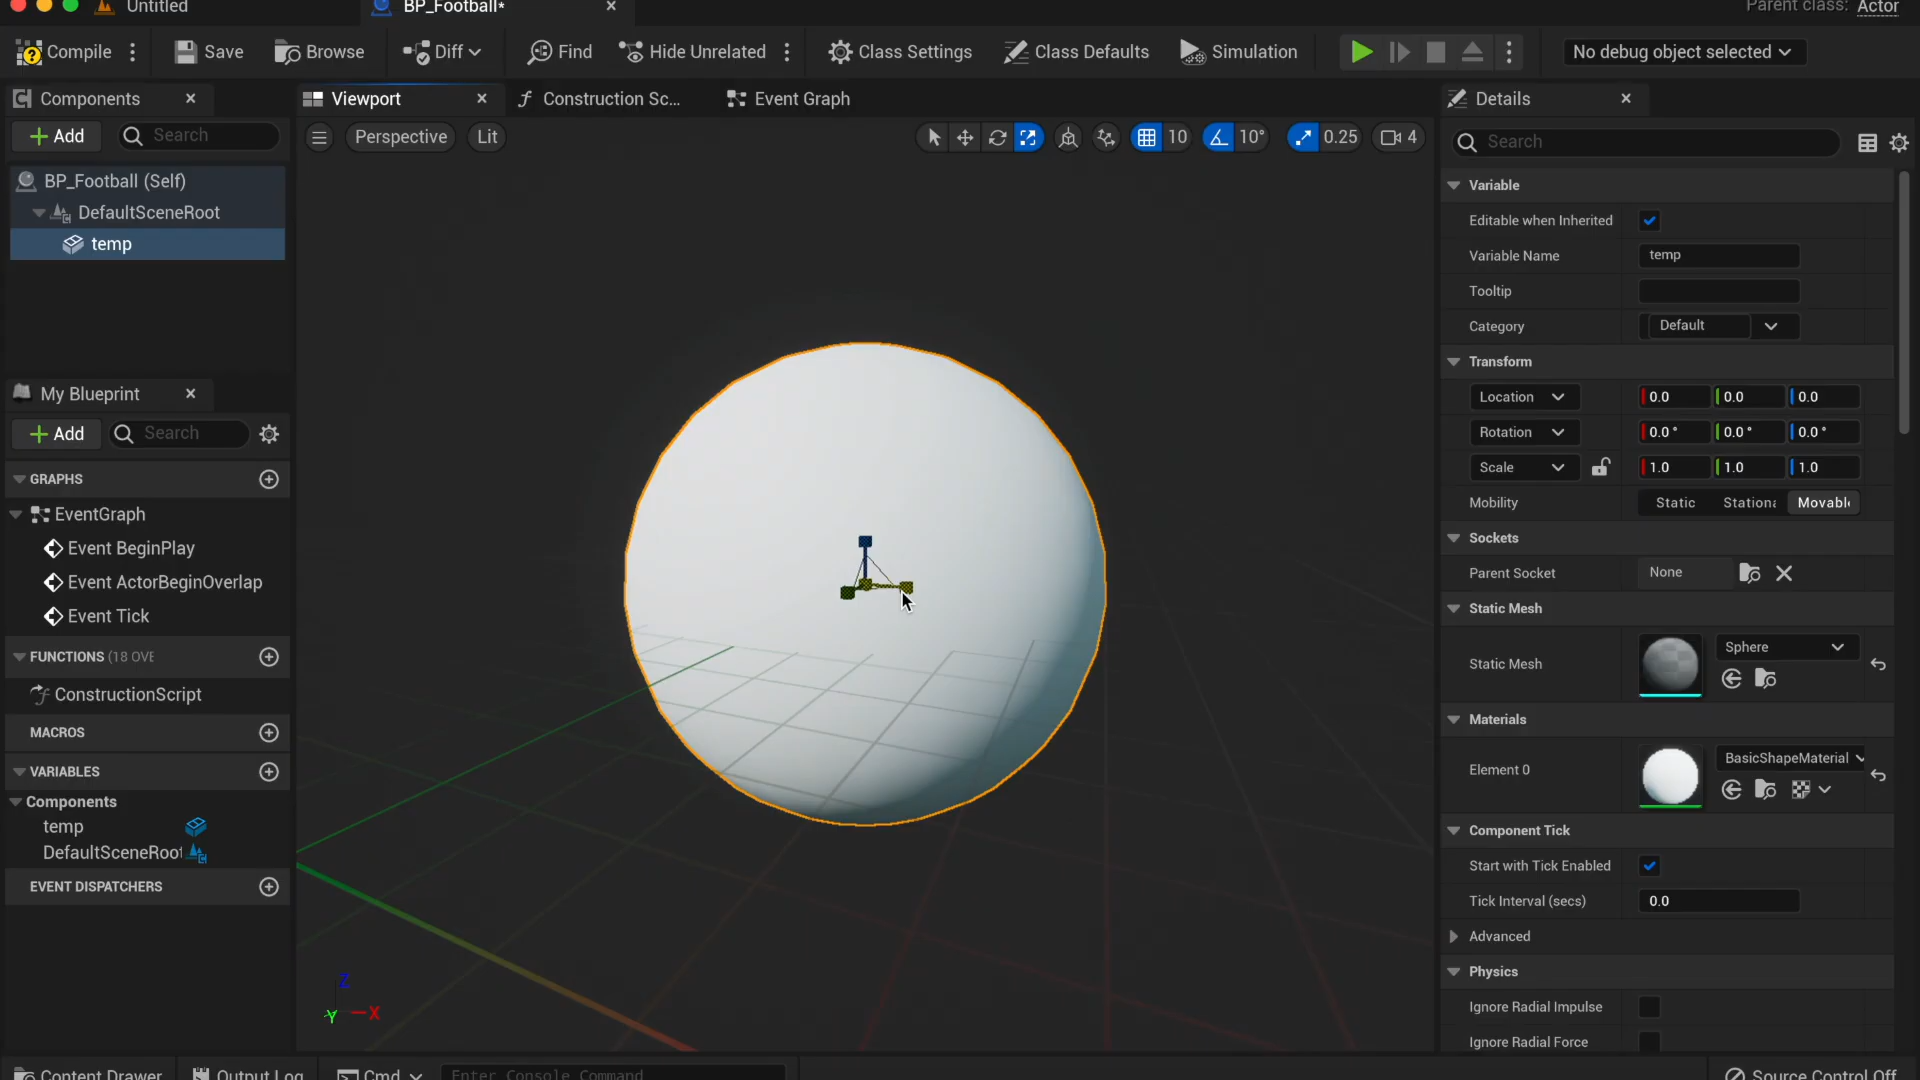 Untitled
BP_Football*
Parent class: Actor
Compile
Save
Browse
Diff
Find
Hide Unrelated
Class Settings
Class Defaults
Simulation
No debug object selected
Components
Add
Search
BP_Football (Self)
DefaultSceneRoot
temp
My Blueprint
Add
Search
GRAPHS
EventGraph
Event BeginPlay
Event ActorBeginOverlap
Event Tick
FUNCTIONS (18 OVE
ConstructionScript
MACROS
VARIABLES
Components
temp
DefaultSceneRoot
EVENT DISPATCHERS
Viewport
Construction Sc...
Event Graph
Perspective
Lit
10
10°
0.25
4
Z
Y
X
Details
Search
Variable
Editable when Inherited
Variable Name
temp
Tooltip
Category
Default
Transform
Location
0.0
0.0
0.0
Rotation
0.0 °
0.0 °
0.0 °
Scale
1.0
1.0
1.0
Mobility
Static
Stationa
Movabl
Sockets
Parent Socket
None
Static Mesh
Static Mesh
Sphere
Materials
Element 0
BasicShapeMaterial
Component Tick
Start with Tick Enabled
Tick Interval (secs)
0.0
Advanced
Physics
Ignore Radial Impulse
Ignore Radial Force
Content Drawer
Output Log
Cmd
Enter Console Command
Source Control Off